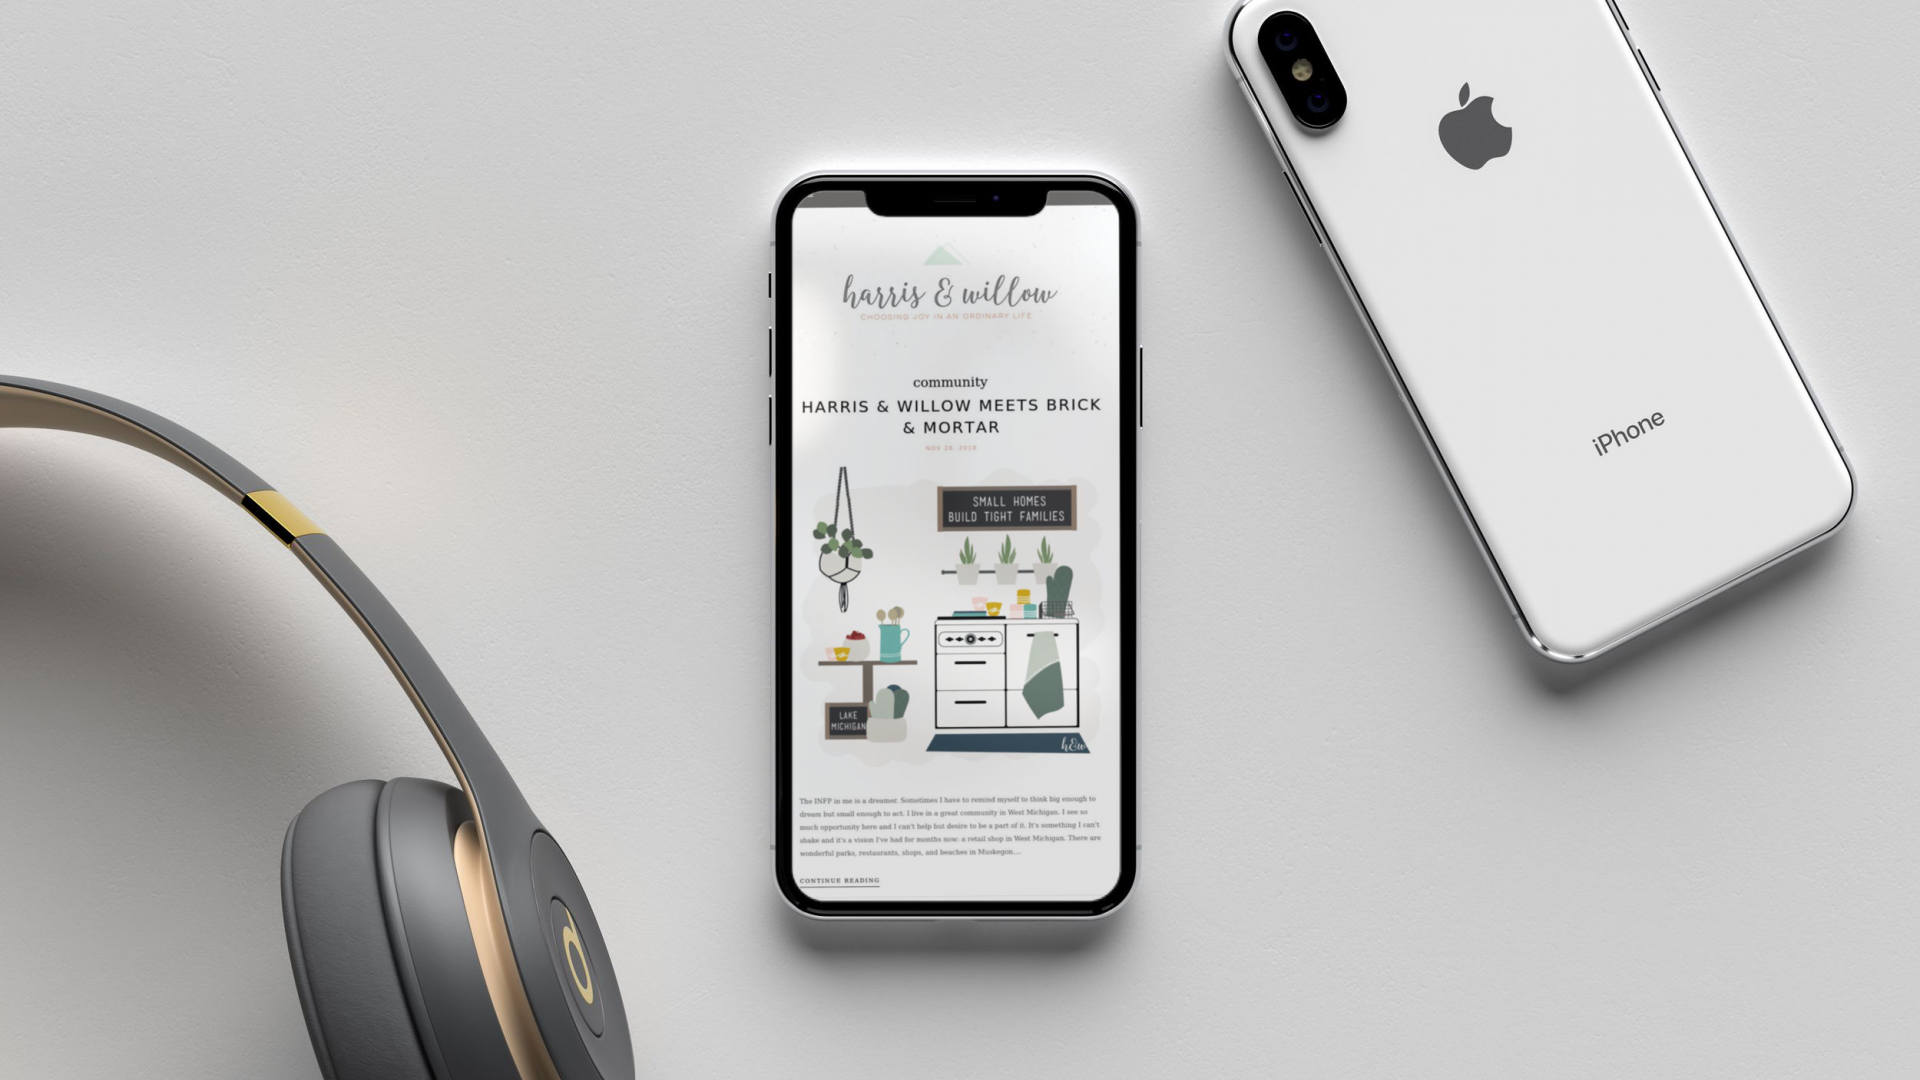 harris & willow
CHOOSING JOY IN AN ORDINARY LIFE
community
HARRIS & WILLOW MEETS BRICK
& MORTAR
NOV 28, 2018
SMALL HOMES
BUILD TIGHT FAMILIES
LAKE
MICHIGAN
h&w
The INFP in me is a dreamer. Sometimes I have to remind myself to think big enough to
dream but small enough to act. I live in a great community in West Michigan. I see so
much opportunity here and I can't help but desire to be a part of it. It's something I can't
shake and it's a vision I've had for months now: a retail shop in West Michigan. There are
wonderful parks, restaurants, shops, and beaches in Muskegon....
CONTINUE READING
iPhone